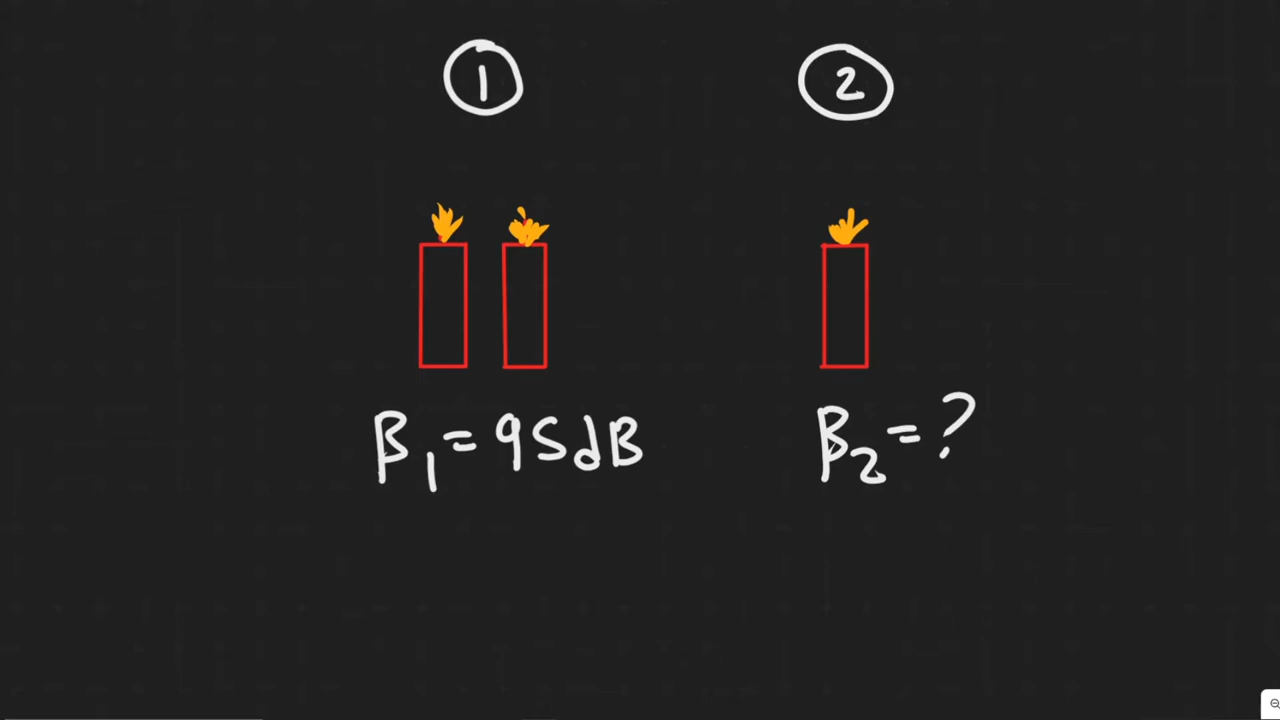 1 2
β₁ = 95dB β₂ = ?